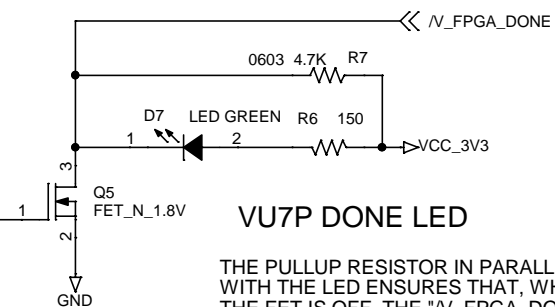 /V_FPGA_DONE
0603 4.7K R7
D7 LED GREEN R6 150
1 2
VCC_3V3
3
Q5
1 FET_N_1.8V
2
VU7P DONE LED
GND
THE PULLUP RESISTOR IN PARALL
WITH THE LED ENSURES THAT, WH